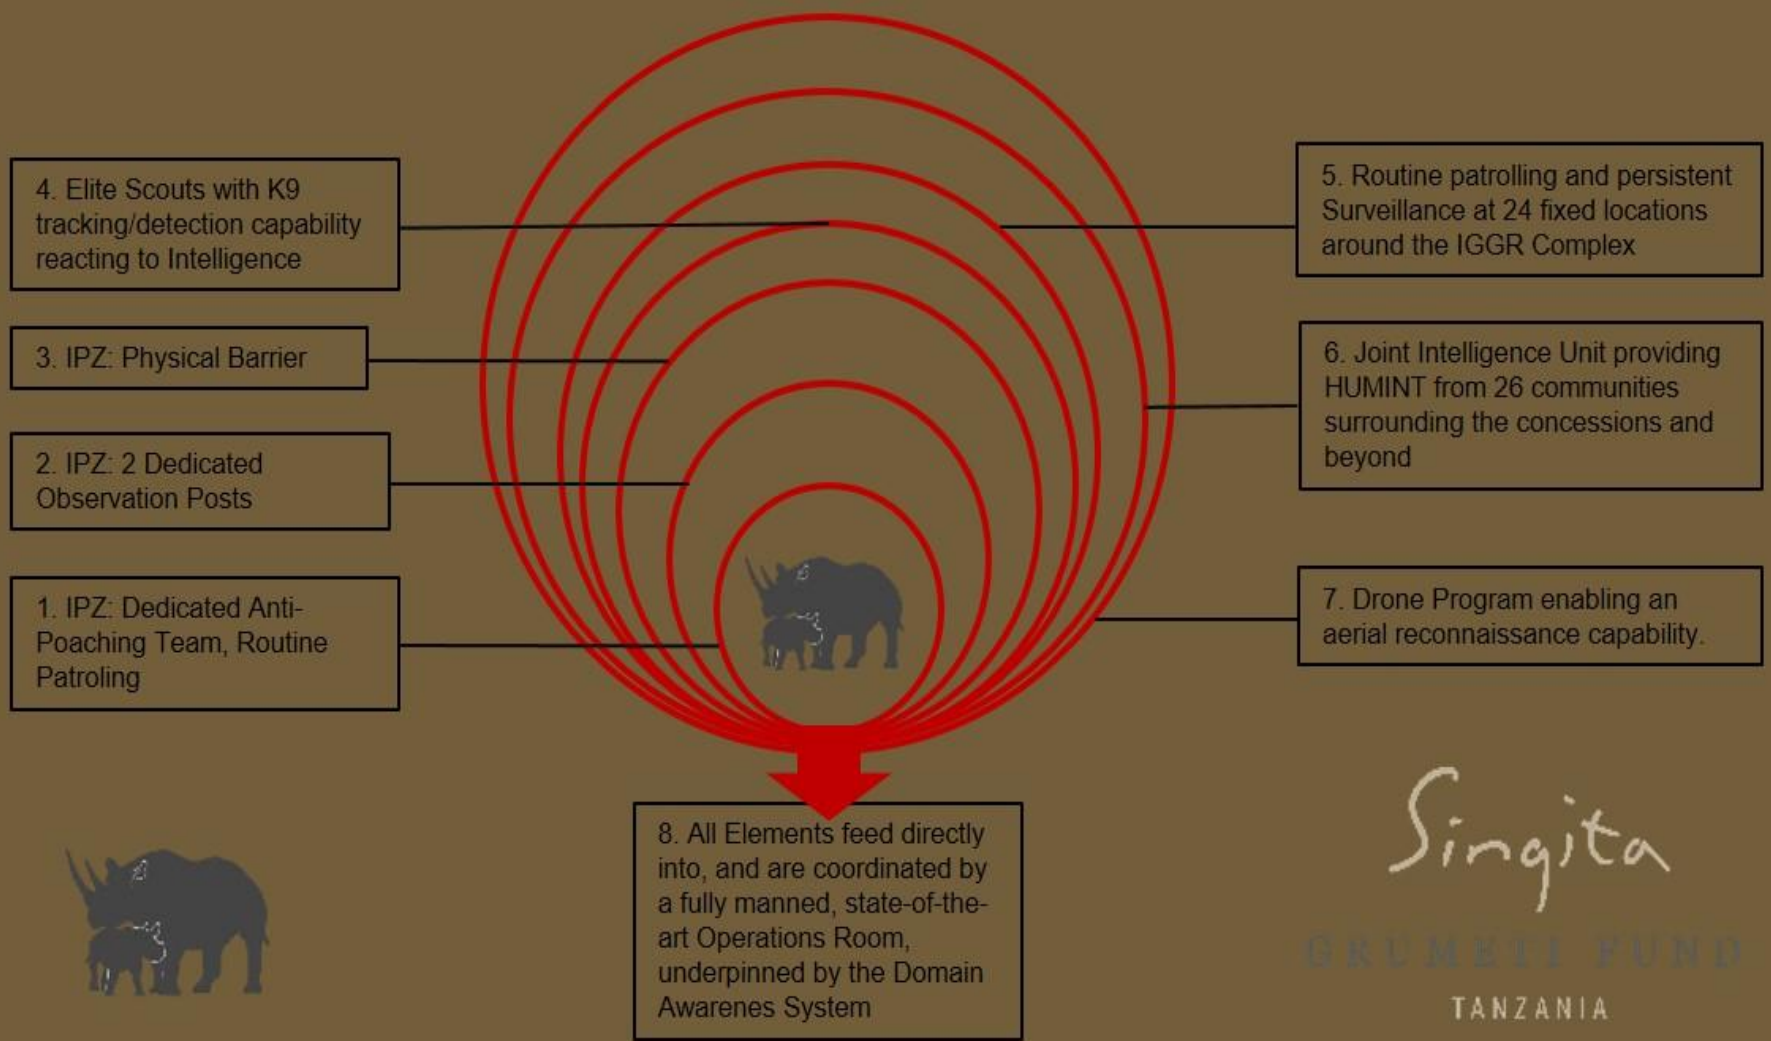 4. Elite Scouts with K9
tracking/detection capability
reacting to Intelligence
3. IPZ: Physical Barrier
2. IPZ: 2 Dedicated
Observation Posts
1. IPZ: Dedicated Anti-
Poaching Team, Routine
Patroling
5. Routine patrolling and persistent
Surveillance at 24 fixed locations
around the IGGR Complex
6. Joint Intelligence Unit providing
HUMINT from 26 communities
surrounding the concessions and
beyond
7. Drone Program enabling an
aerial reconnaissance capability.
8. All Elements feed directly
into, and are coordinated by
a fully manned, state-of-the-
art Operations Room,
underpinned by the Domain
Awarenes System
Singita
GRUMETI FUND
TANZANIA